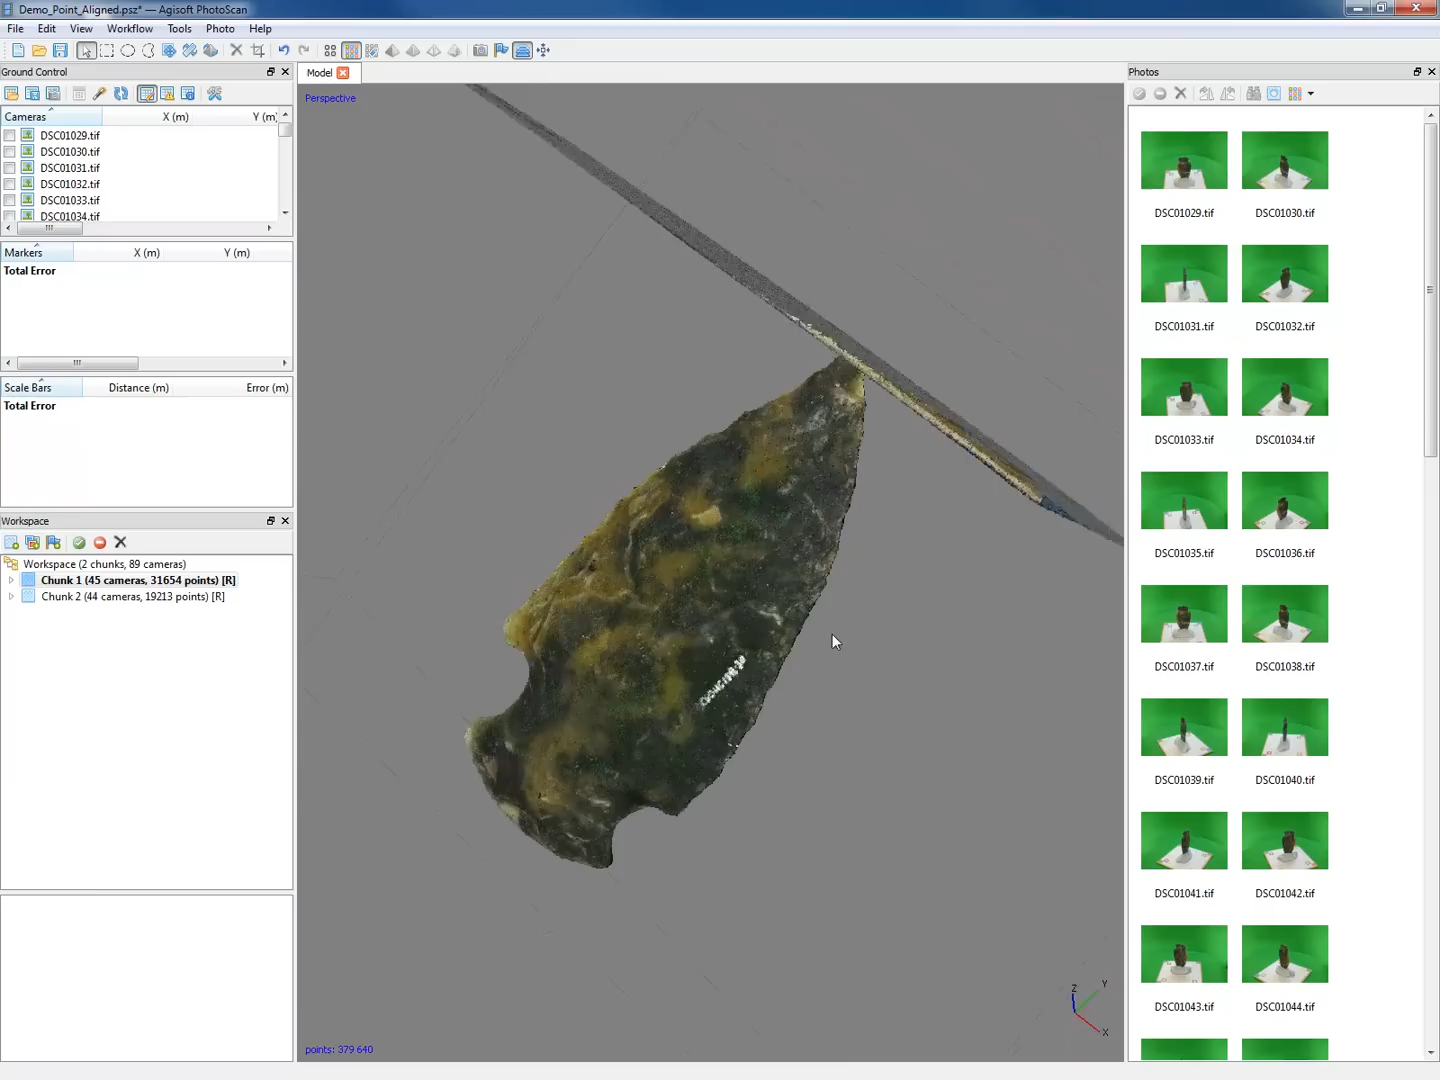 Demo_Point_Aligned.psz* — Agisoft PhotoScan
File Edit View Workflow Tools Photo Help
Ground Control
Cameras X (m) Y (m)
DSC01029.tif
DSC01030.tif
DSC01031.tif
DSC01032.tif
DSC01033.tif
DSC01034.tif
Markers X (m) Y (m)
Total Error
Scale Bars Distance (m) Error (m)
Total Error
Workspace
Workspace (2 chunks, 89 cameras)
Chunk 1 (45 cameras, 31654 points) [R]
Chunk 2 (44 cameras, 19213 points) [R]
Model
Perspective
Z Y
X
points: 379 640
Photos
DSC01029.tif DSC01030.tif
DSC01031.tif DSC01032.tif
DSC01033.tif DSC01034.tif
DSC01035.tif DSC01036.tif
DSC01037.tif DSC01038.tif
DSC01039.tif DSC01040.tif
DSC01041.tif DSC01042.tif
DSC01043.tif DSC01044.tif